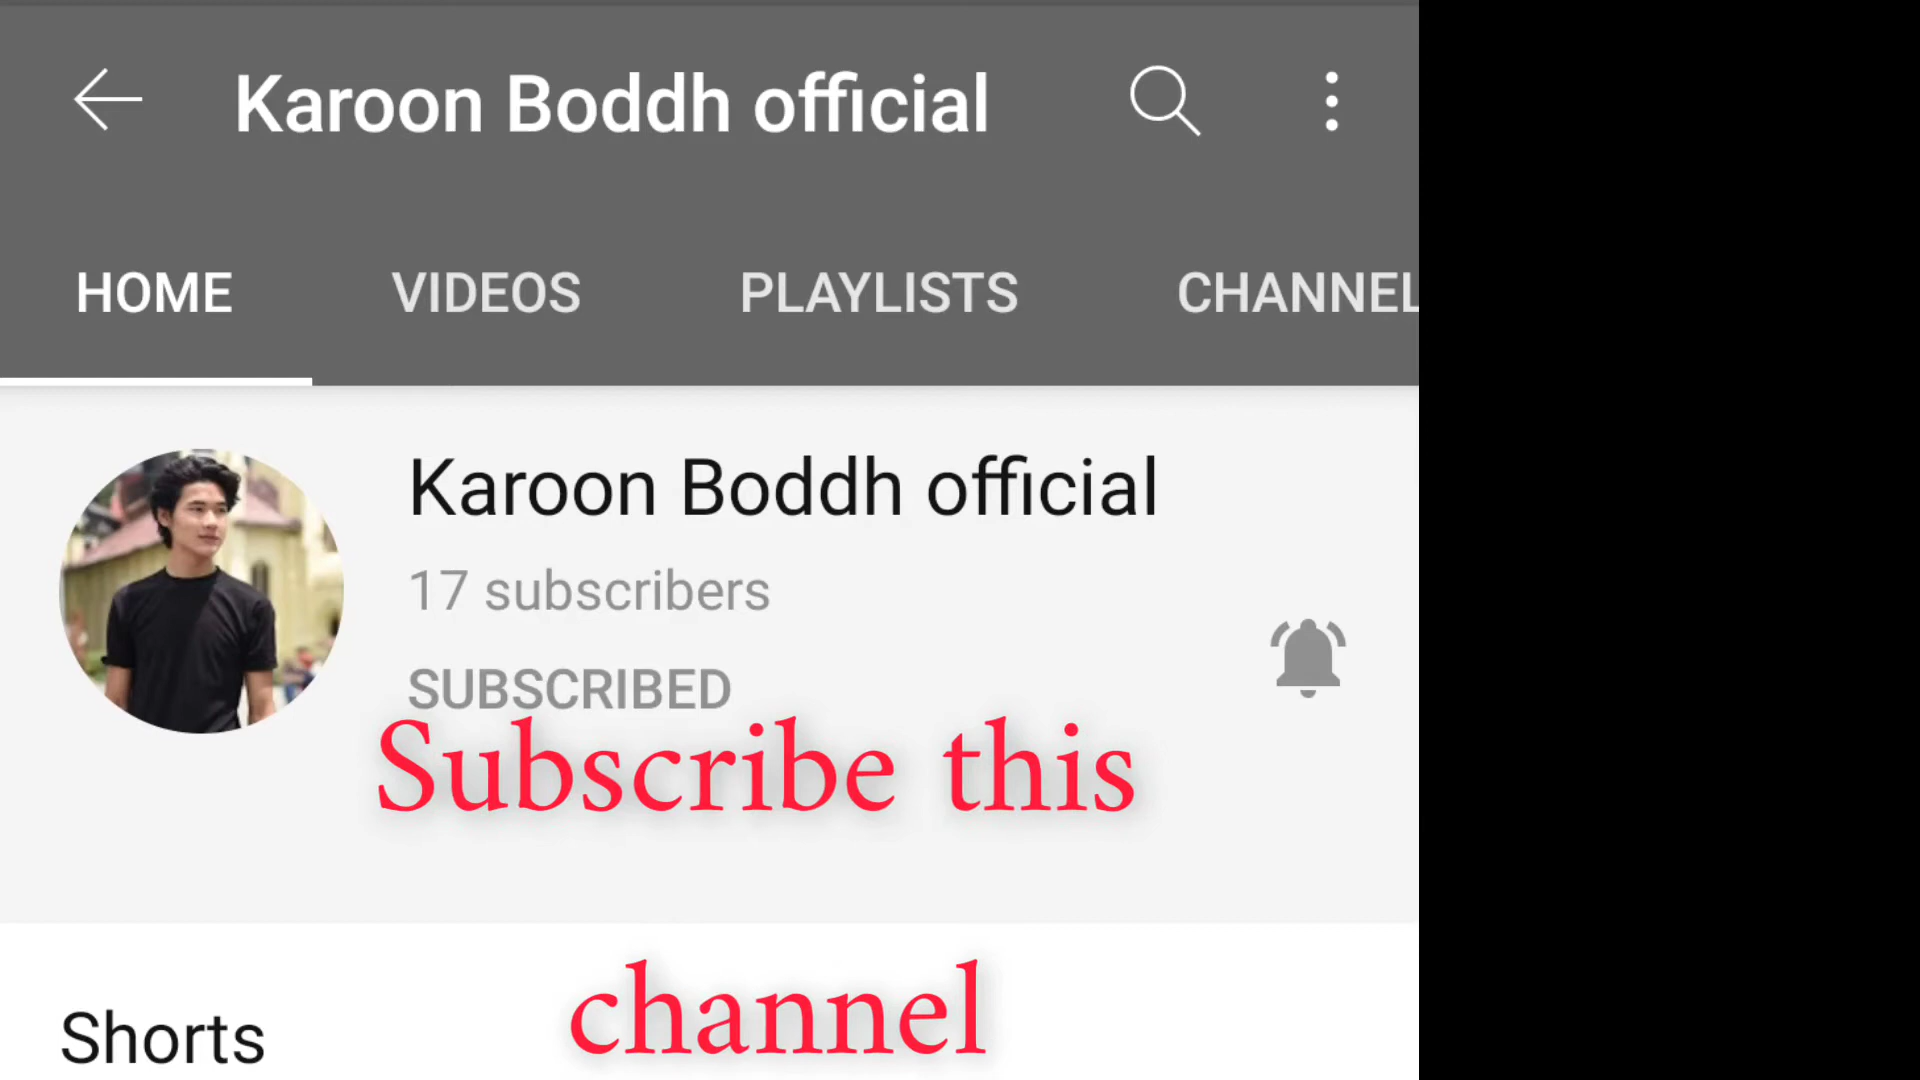 Karoon Boddh official
HOME VIDEOS PLAYLISTS CHANNEL
Karoon Boddh official
17 subscribers
SUBSCRIBED
Subscribe this
channel
Shorts